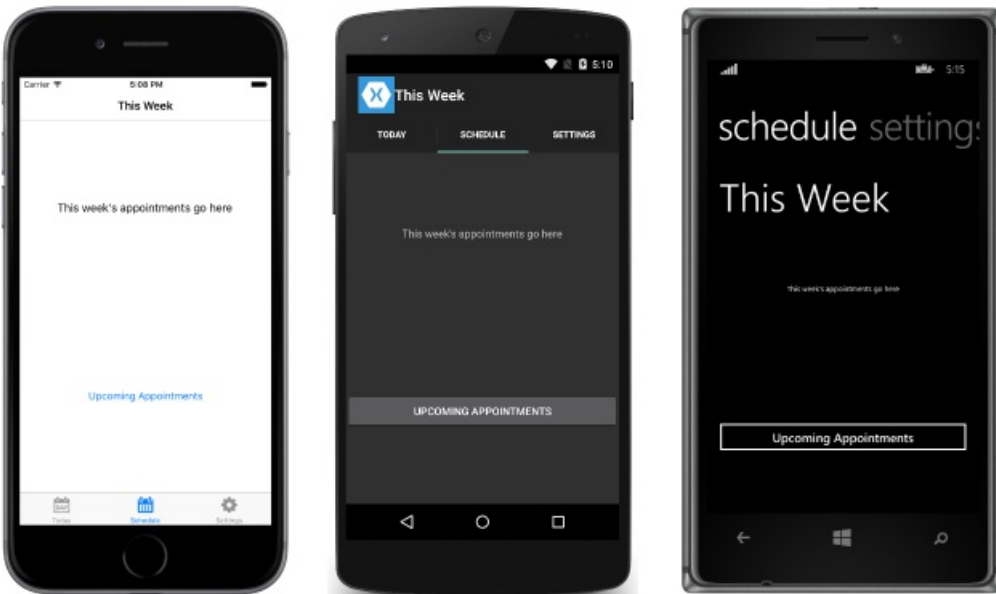 Carrier
5:08 PM
This Week
This week's appointments go here
Upcoming Appointments
Today
Schedule
Settings
5:10
This Week
TODAY
SCHEDULE
SETTINGS
This week's appointments go here
UPCOMING APPOINTMENTS
5:15
schedule settings
This Week
This week's appointments go here
Upcoming Appointments